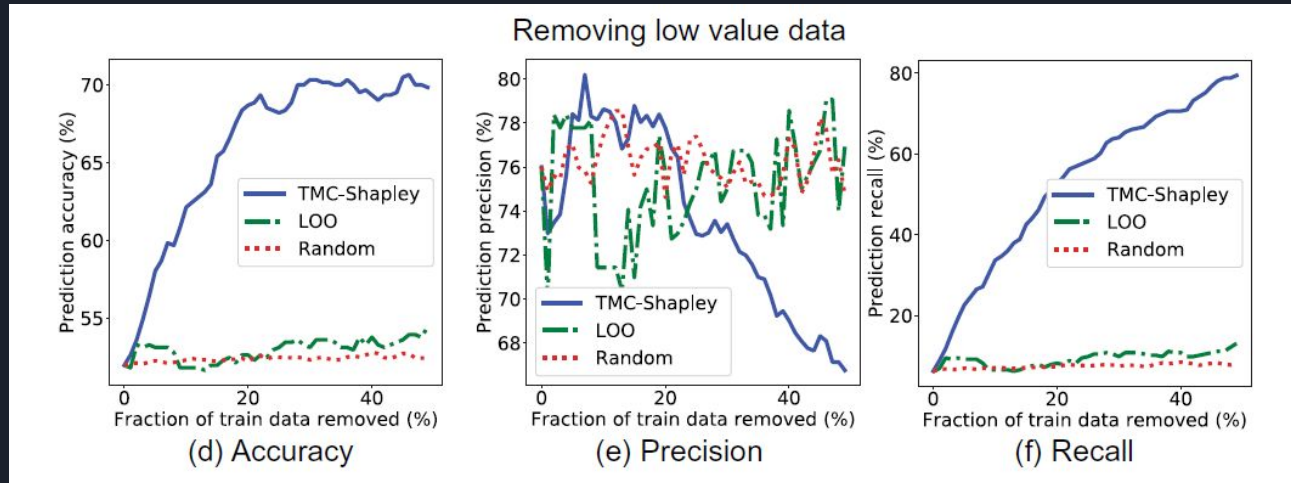 Removing low value data
Prediction accuracy (%)
70
65
60
55
TMC-Shapley
LOO
Random
0 20 40
Fraction of train data removed (%)
(d) Accuracy
Prediction precision (%)
80
78
76
74
72
70
68
TMC-Shapley
LOO
Random
0 20 40
Fraction of train data removed (%)
(e) Precision
Prediction recall (%)
80
60
40
20
TMC-Shapley
LOO
Random
0 20 40
Fraction of train data removed (%)
(f) Recall